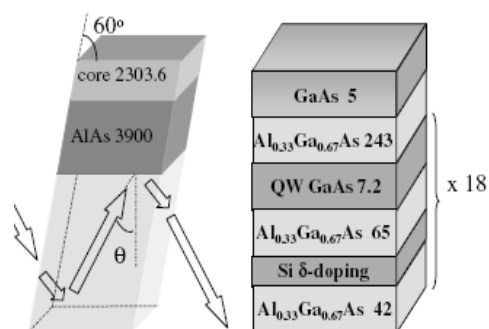 60°
core 2303.6
AlAs 3900
θ
GaAs 5
Al₀.₃₃Ga₀.₆₇As 243
QW GaAs 7.2
Al₀.₃₃Ga₀.₆₇As 65
Si δ-doping
Al₀.₃₃Ga₀.₆₇As 42
x 18